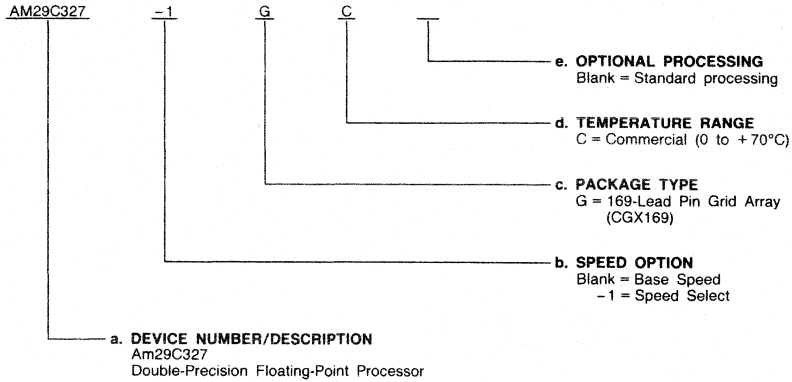 AM29C327 -1 G C
e. OPTIONAL PROCESSING
Blank = Standard processing
d. TEMPERATURE RANGE
C = Commercial (0 to +70°C)
c. PACKAGE TYPE
G = 169-Lead Pin Grid Array
(CGX169)
b. SPEED OPTION
Blank = Base Speed
-1 = Speed Select
a. DEVICE NUMBER/DESCRIPTION
Am29C327
Double-Precision Floating-Point Processor